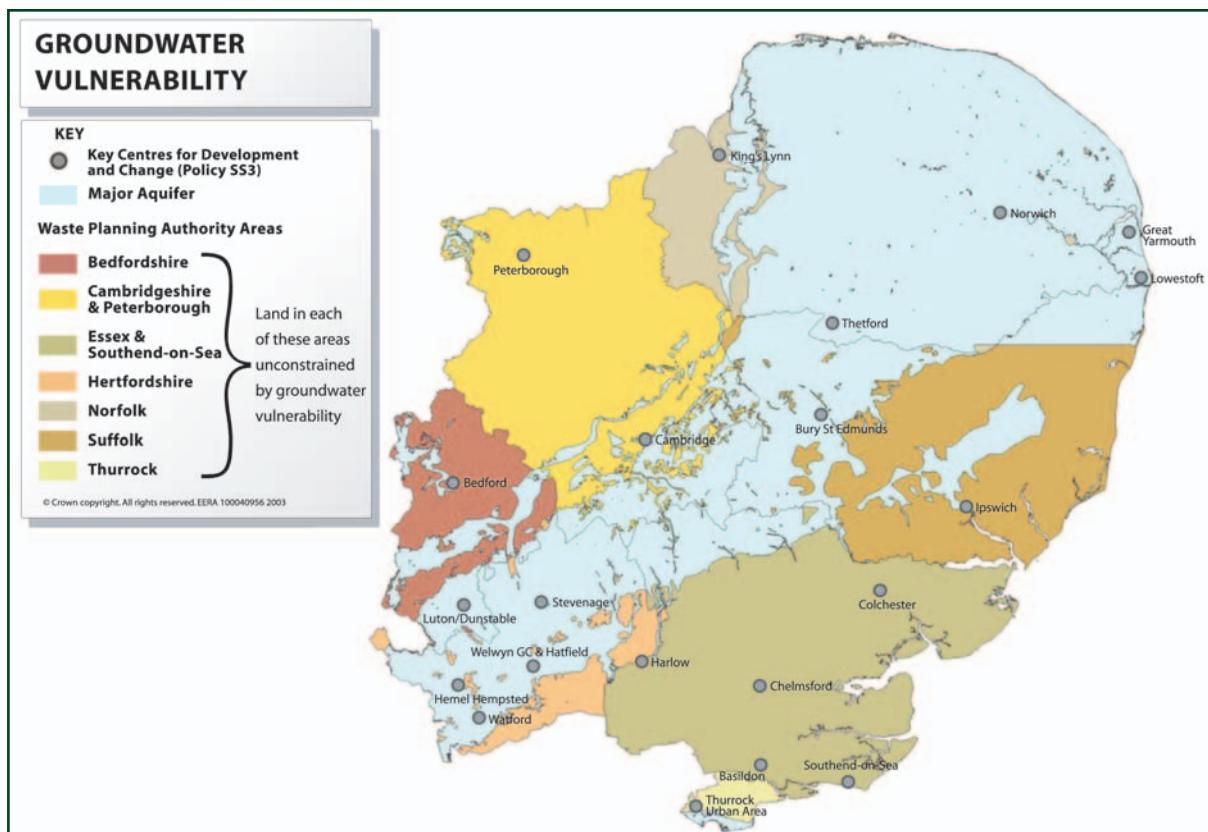 GROUNDWATER
VULNERABILITY
KEY
Key Centres for Development
and Change (Policy SS3)
Major Aquifer
Waste Planning Authority Areas
Bedfordshire
Cambridgeshire
& Peterborough
Essex &
Southend-on-Sea
Hertfordshire
Norfolk
Suffolk
Thurrock
Land in each
of these areas
unconstrained
by groundwater
vulnerability
© Crown copyright. All rights reserved. EERA 100040956 2003
King's Lynn
Norwich
Great
Yarmouth
Peterborough
Lowestoft
Thetford
Bury St Edmunds
Cambridge
Bedford
Ipswich
Stevenage
Luton/Dunstable
Colchester
Welwyn GC & Hatfield
Harlow
Hemel Hempsted
Chelmsford
Watford
Basildon
Southend-on-Sea
Thurrock
Urban Area